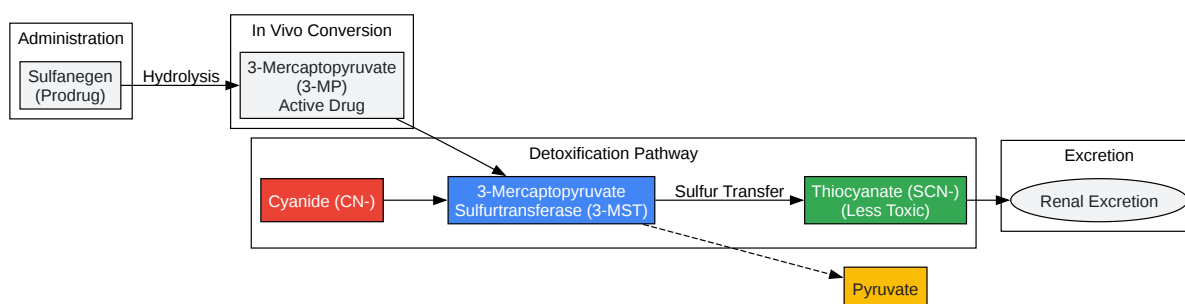 Administration
Sulfanegen
(Prodrug)
Hydrolysis
In Vivo Conversion
3-Mercaptopyruvate
(3-MP)
Active Drug
Detoxification Pathway
Cyanide (CN-)
3-Mercaptopyruvate
Sulfurtransferase (3-MST)
Sulfur Transfer
Thiocyanate (SCN-)
(Less Toxic)
Excretion
Renal Excretion
Pyruvate